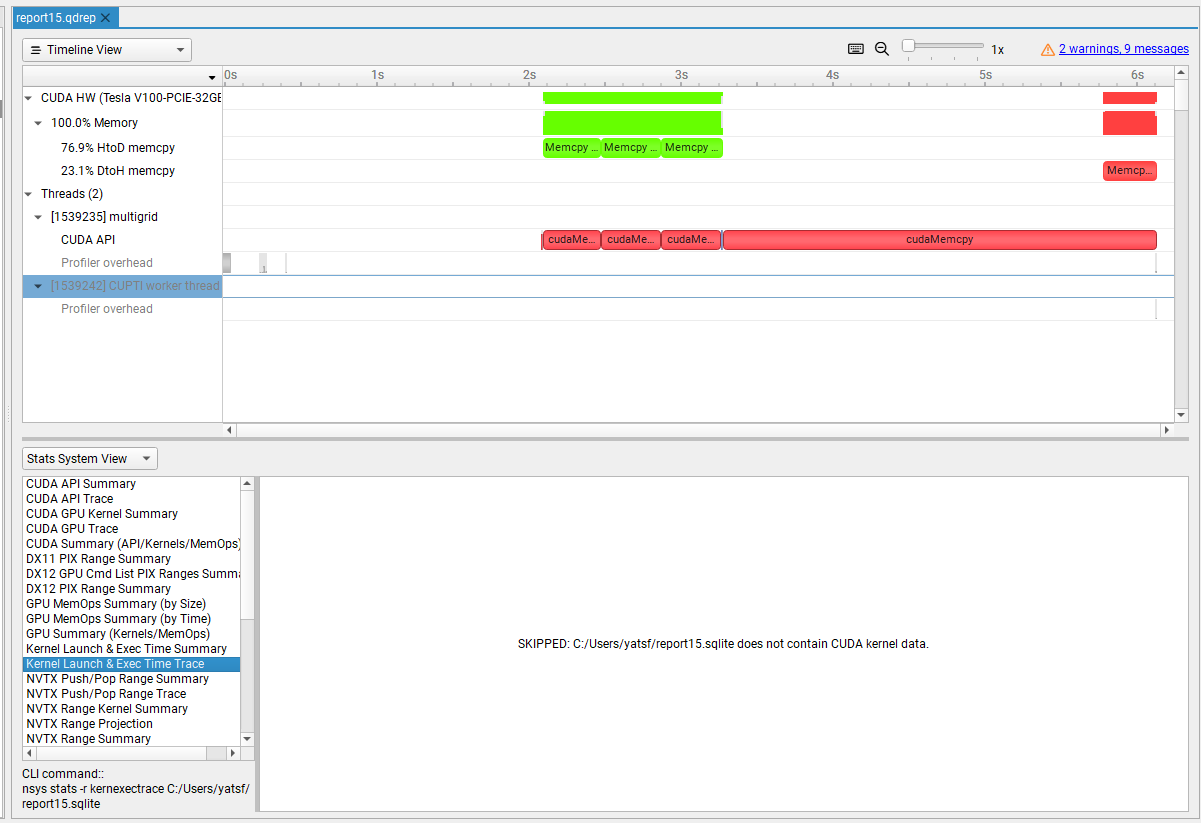 report15.qdrep
Timeline View
1x
2 warnings, 9 messages
0s 1s 2s 3s 4s 5s 6s
CUDA HW (Tesla V100-PCIE-32GB
100.0% Memory
76.9% HtoD memcpy
Memcpy ... Memcpy ... Memcpy ...
23.1% DtoH memcpy
Memcp...
Threads (2)
[1539235] multigrid
CUDA API
cudaMe... cudaMe... cudaMe... cudaMemcpy
Profiler overhead
[1539242] CUPTI worker thread
Profiler overhead
Stats System View
CUDA API Summary
CUDA API Trace
CUDA GPU Kernel Summary
CUDA GPU Trace
CUDA Summary (API/Kernels/MemOps)
DX11 PIX Range Summary
DX12 GPU Cmd List PIX Ranges Summa
DX12 PIX Range Summary
GPU MemOps Summary (by Size)
GPU MemOps Summary (by Time)
GPU Summary (Kernels/MemOps)
Kernel Launch & Exec Time Summary
Kernel Launch & Exec Time Trace
NVTX Push/Pop Range Summary
NVTX Push/Pop Range Trace
NVTX Range Kernel Summary
NVTX Range Projection
NVTX Range Summary
SKIPPED: C:/Users/yatsf/report15.sqlite does not contain CUDA kernel data.
CLI command::
nsys stats -r kernexectrace C:/Users/yatsf/
report15.sqlite